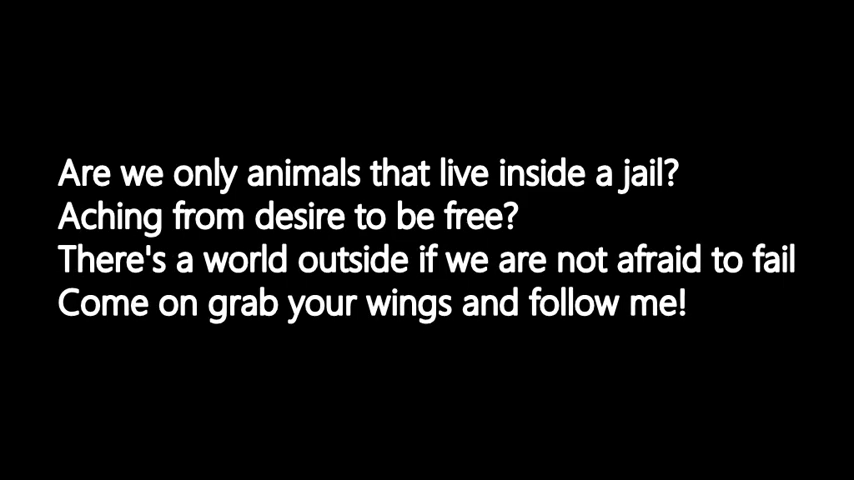 Are we only animals that live inside a jail?
Aching from desire to be free?
There's a world outside if we are not afraid to fail
Come on grab your wings and follow me!